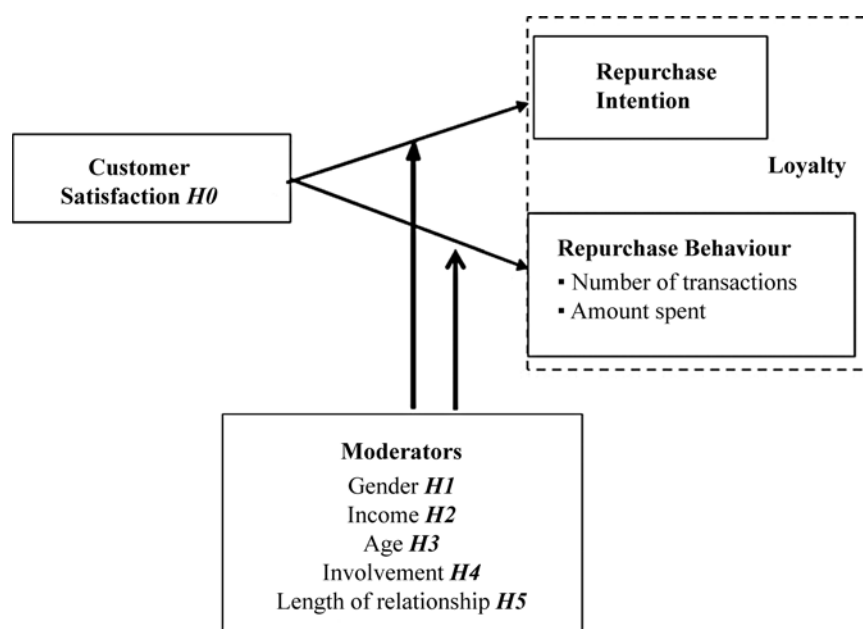 Repurchase
Intention
Customer
Satisfaction H0
Loyalty
Repurchase Behaviour
▪ Number of transactions
▪ Amount spent
Moderators
Gender H1
Income H2
Age H3
Involvement H4
Length of relationship H5